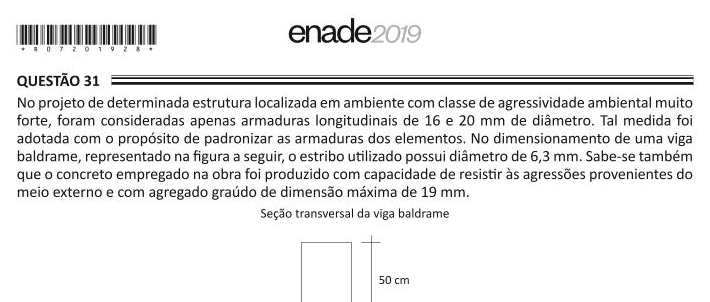 enade2019
* R 0 7 2 0 1 9 2 8 *
QUESTÃO 31
No projeto de determinada estrutura localizada em ambiente com classe de agressividade ambiental muito
forte, foram consideradas apenas armaduras longitudinais de 16 e 20 mm de diâmetro. Tal medida foi
adotada com o propósito de padronizar as armaduras dos elementos. No dimensionamento de uma viga
baldrame, representado na figura a seguir, o estribo utilizado possui diâmetro de 6,3 mm. Sabe-se também
que o concreto empregado na obra foi produzido com capacidade de resistir às agressões provenientes do
meio externo e com agregado graúdo de dimensão máxima de 19 mm.
Seção transversal da viga baldrame
50 cm